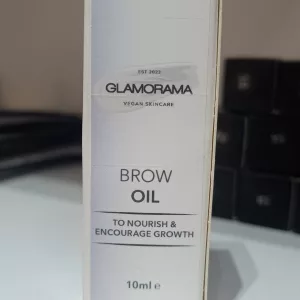 EST 2022
GLAMORAMA
VEGAN SKINCARE
BROW
OIL
TO NOURISH &
ENCOURAGE GROWTH
10ml e